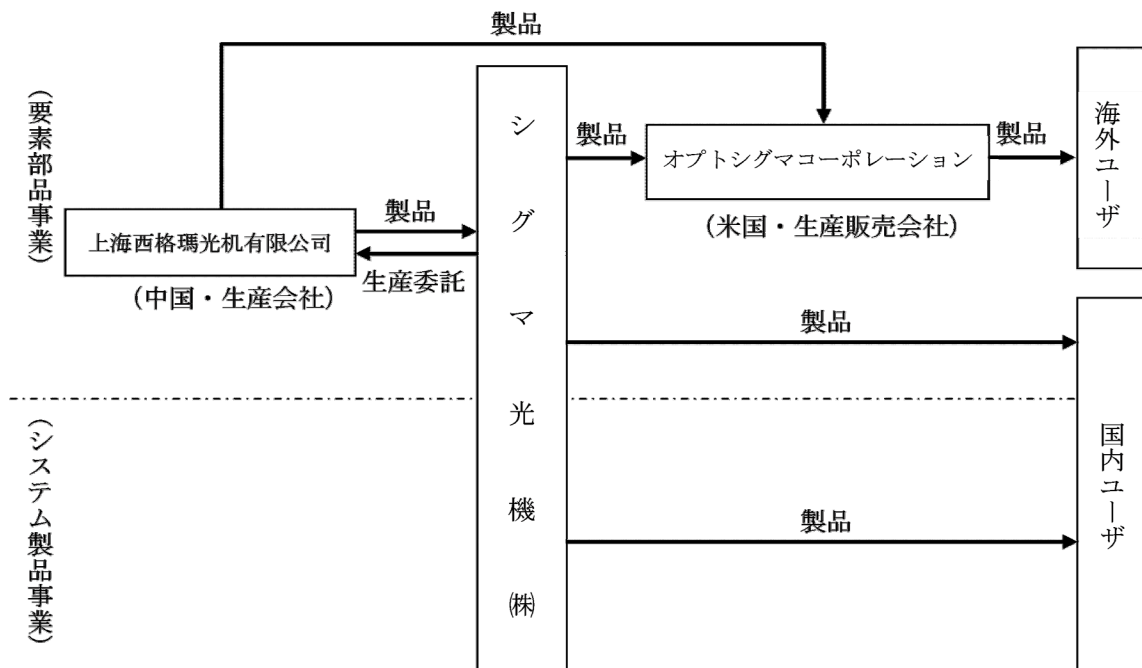 製品
（要素部品事業）
シグマ光機㈱
製品
オプトシグマコーポレーション
製品
海外ユーザ
（米国・生産販売会社）
上海西格瑪光机有限公司
製品
生産委託
（中国・生産会社）
製品
国内ユーザ
（システム製品事業）
製品